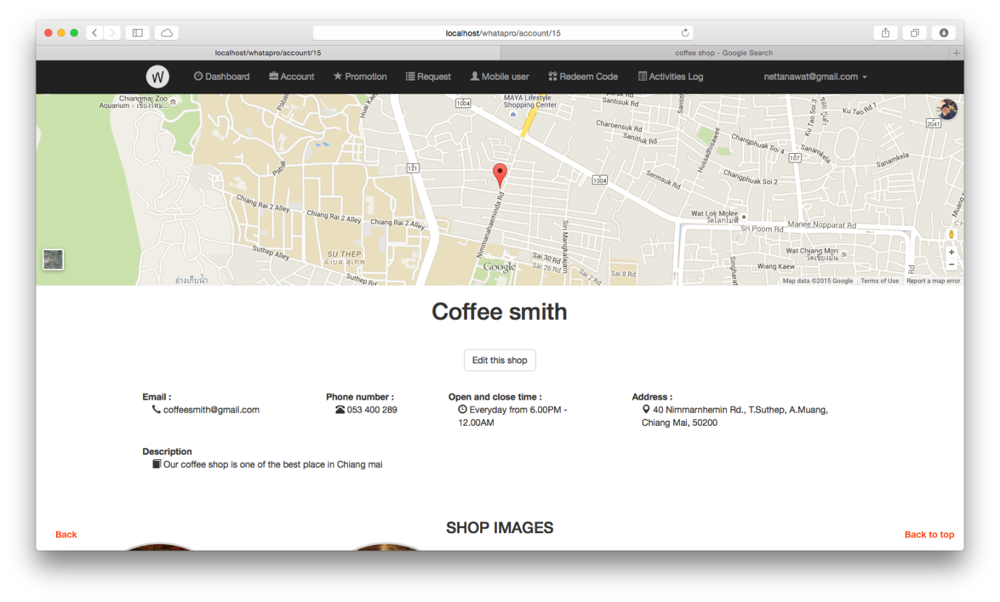 localhost/whatapro/account/15
localhost/whatapro/account/15
coffee shop - Google Search
W
Dashboard
Account
Promotion
Request
Mobile user
Redeem Code
Activities Log
nettanawat@gmail.com
Chiangmai Zoo
Aquarium - เชียงใหม่...
1004
MAYA Lifestyle
Shopping Center
Santisuk Rd
Charoensuk Rd
Sanitluk Rd
Hussadhisawee
Ku Tao Rd 1
2041
Changphuak Soi 4
107
Sanamkela
Sanamkela
Changphuak Soi 2
Sermsuk Rd
Paball
121
1004
Chiang Rai 2 Alley
Chiang Rai 2 Alley
Chiang Rai 2 Alley
Nimmanahaeminda Rd
Siri Mangkalajarn
Wat Lok Molee
วัดโลกโมฬี
Sri Poom Rd
Manee Nopparat Rd
Suthep Alley
SU THEP
ตำบล สุเทพ
Google
Sai 30 Rd
Sai 26 Rd
Sai 2 Rd
Sai 8 Rd
Wat Chiang Man
วัดเชียงมั่น
Wiang Kaew
Singharat
อ่างเก็บน้ำ
Suthep Rd
Map data ©2015 Google
Terms of Use
Report a map error
Coffee smith
Edit this shop
Email :
coffeesmith@gmail.com
Phone number :
053 400 289
Open and close time :
Everyday from 6.00PM -
12.00AM
Address :
40 Nimmarnhemin Rd., T.Suthep, A.Muang,
Chiang Mai, 50200
Description
Our coffee shop is one of the best place in Chiang mai
SHOP IMAGES
Back
Back to top